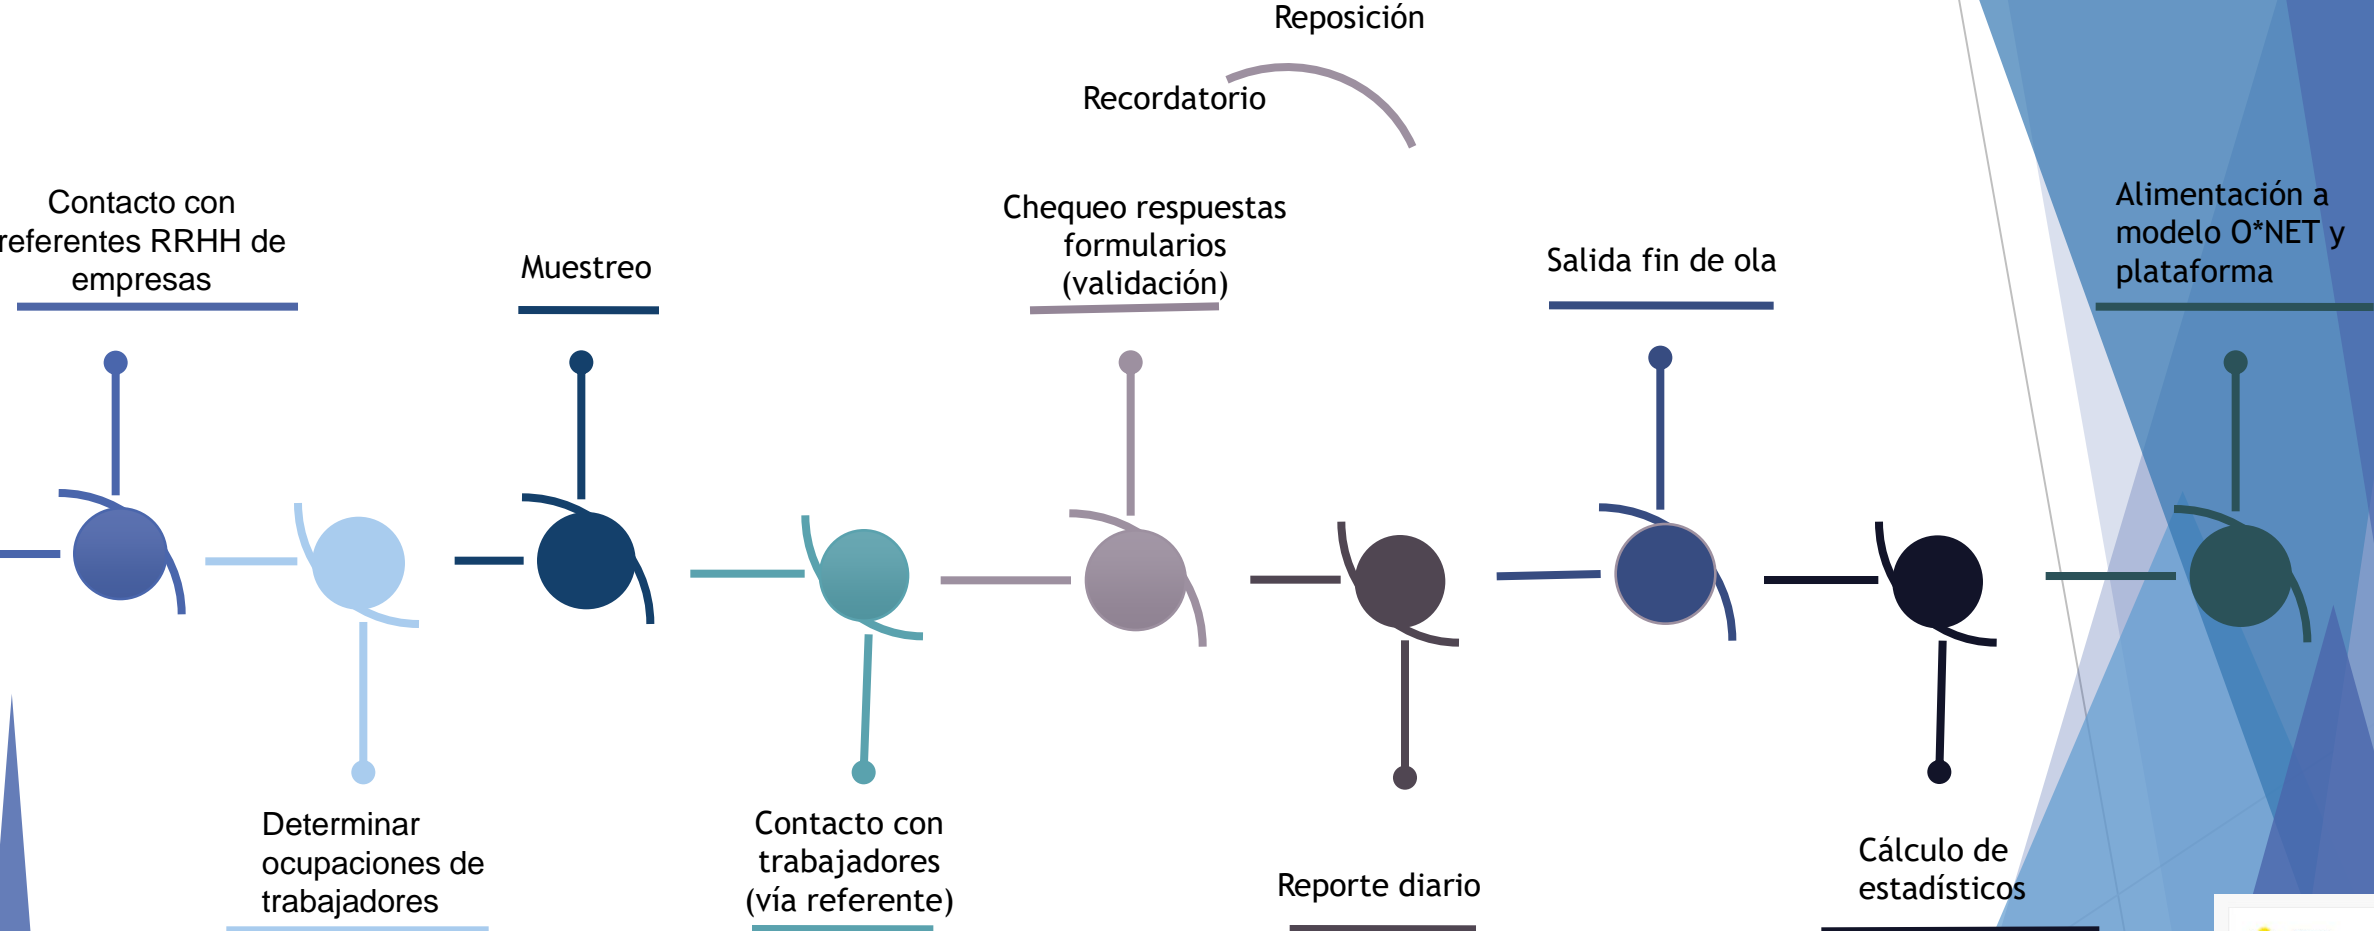 Reposición
Recordatorio
Contacto con
referentes RRHH de
empresas
Muestreo
Chequeo respuestas
formularios
(validación)
Salida fin de ola
Alimentación a
modelo O*NET y
plataforma
Determinar
ocupaciones de
trabajadores
Contacto con
trabajadores
(vía referente)
Reporte diario
Cálculo de
estadísticos